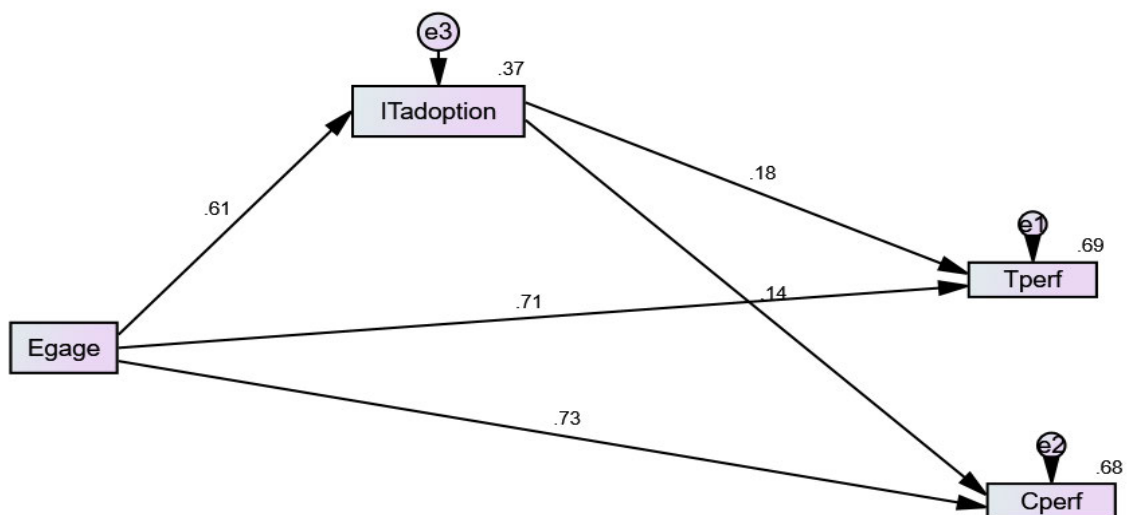 e3
.37
ITadoption
.18
.61
e1
.69
Tperf
.14
.71
Egage
.73
e2
.68
Cperf